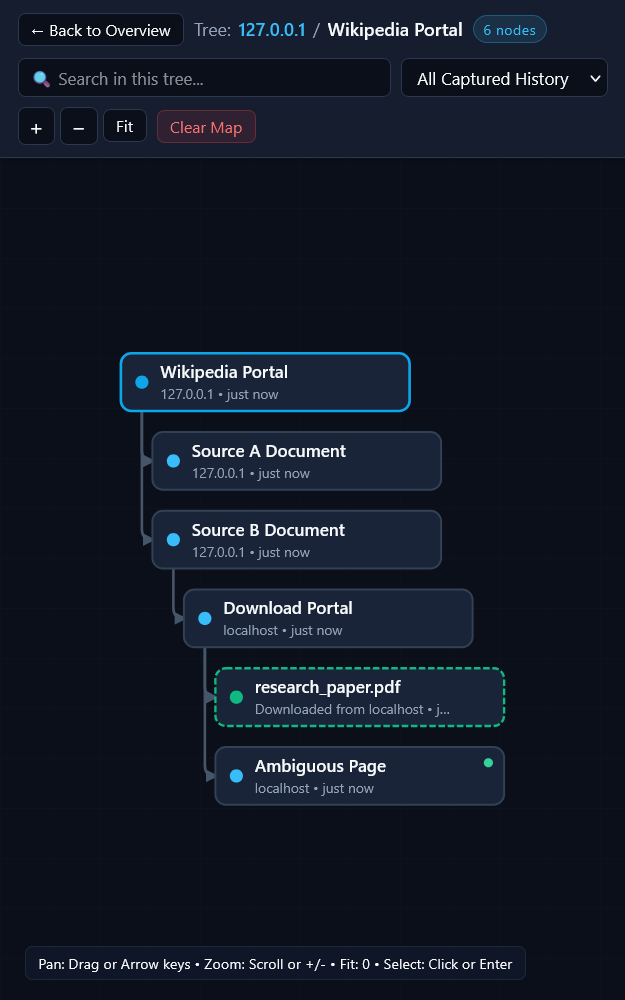 ← Back to Overview Tree: 127.0.0.1 / Wikipedia Portal 6 nodes
Search in this tree... All Captured History
+ − Fit Clear Map
Wikipedia Portal
127.0.0.1 • just now
Source A Document
127.0.0.1 • just now
Source B Document
127.0.0.1 • just now
Download Portal
localhost • just now
research_paper.pdf
Downloaded from localhost • j...
Ambiguous Page
localhost • just now
Pan: Drag or Arrow keys • Zoom: Scroll or +/- • Fit: 0 • Select: Click or Enter